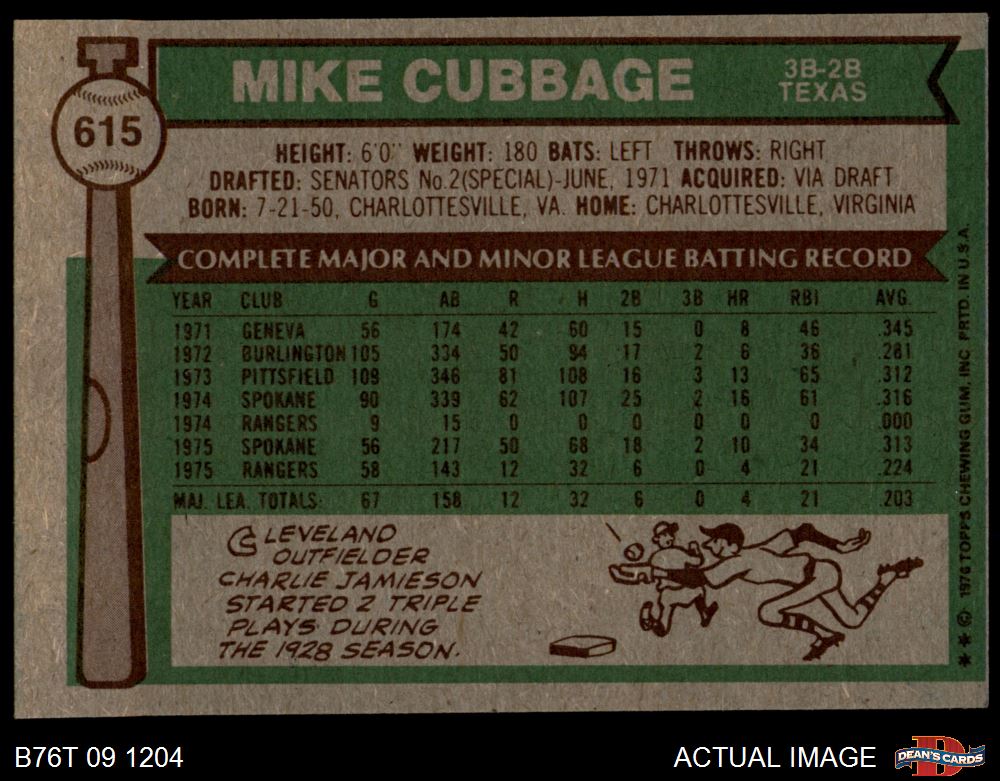 MIKE CUBBAGE
3B-2B
TEXAS
615
HEIGHT: 6'0" WEIGHT: 180 BATS: LEFT THROWS: RIGHT
DRAFTED: SENATORS No.2(SPECIAL)-JUNE, 1971 ACQUIRED: VIA DRAFT
BORN: 7-21-50, CHARLOTTESVILLE, VA. HOME: CHARLOTTESVILLE, VIRGINIA
COMPLETE MAJOR AND MINOR LEAGUE BATTING RECORD
YEAR CLUB G AB R H 2B 3B HR RBI AVG.
1971 GENEVA 56 174 42 60 15 0 8 46 .345
1972 BURLINGTON 105 334 50 94 17 2 6 36 .281
1973 PITTSFIELD 109 346 81 108 16 3 13 65 .312
1974 SPOKANE 90 339 62 107 25 2 16 61 .316
1974 RANGERS 9 15 0 0 0 0 0 0 .000
1975 SPOKANE 56 217 50 68 18 2 10 34 .313
1975 RANGERS 58 143 12 32 6 0 4 21 .224
MAJ. LEA. TOTALS: 67 158 12 32 6 0 4 21 .203
CLEVELAND
OUTFIELDER
CHARLIE JAMIESON
STARTED 2 TRIPLE
PLAYS DURING
THE 1928 SEASON.
** © 1976 TOPPS CHEWING GUM, INC. PRTD. IN U.S.A.
B76T 09 1204
ACTUAL IMAGE
D
DEAN'S CARDS